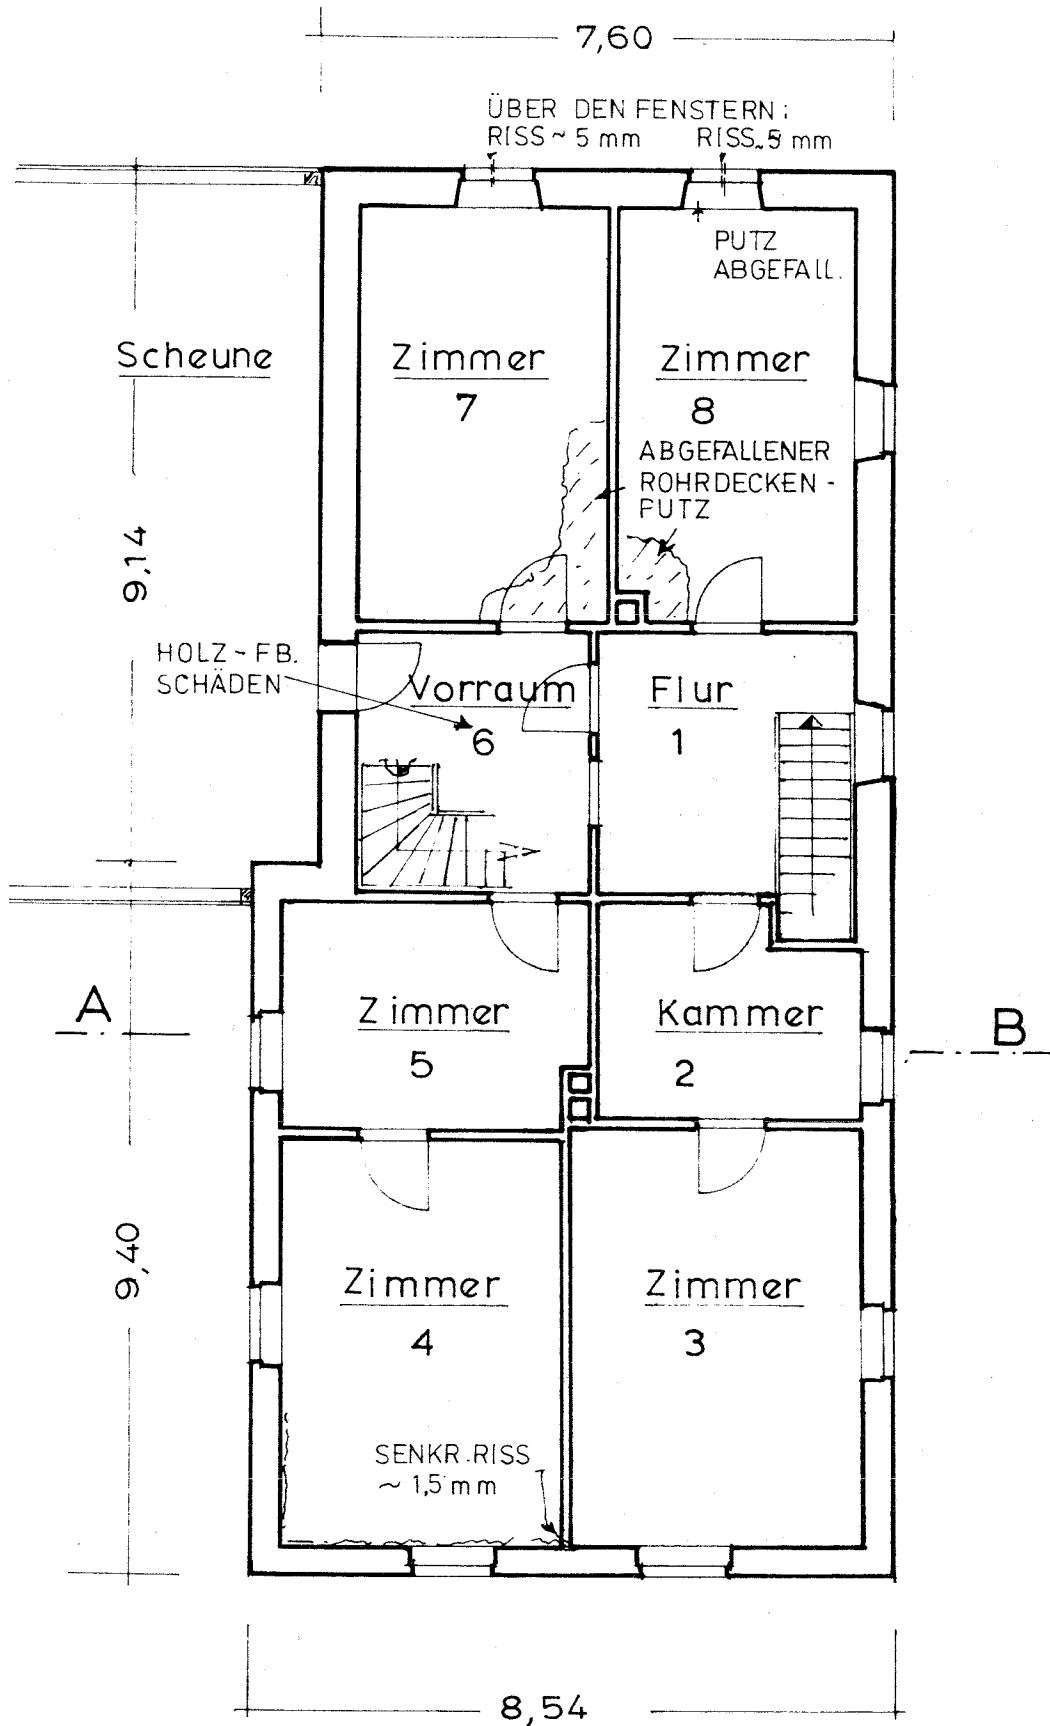 7,60
ÜBER DEN FENSTERN:
RISS ~ 5 mm RISS ~ 5 mm
PUTZ
ABGEFALL.
Scheune
Zimmer
7
Zimmer
8
ABGEFALLENER
ROHRDECKEN-
PUTZ
9,14
HOLZ - FB.
SCHÄDEN
Vorraum
6
Flur
1
A
Zimmer
5
Kammer
2
B
9,40
Zimmer
4
Zimmer
3
SENKR. RISS
~ 1,5 mm
8,54